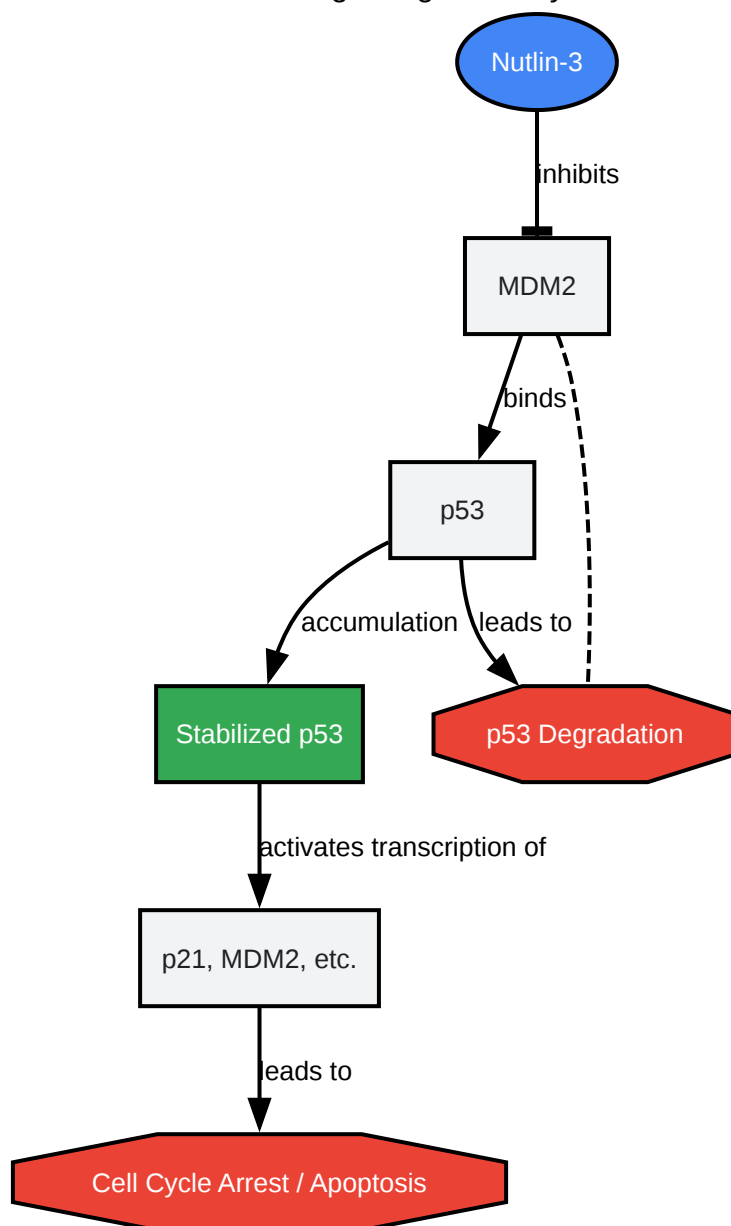 Nutlin-3
inhibits
MDM2
binds
p53
accumulation
leads to
Stabilized p53
p53 Degradation
activates transcription of
p21, MDM2, etc.
leads to
Cell Cycle Arrest / Apoptosis